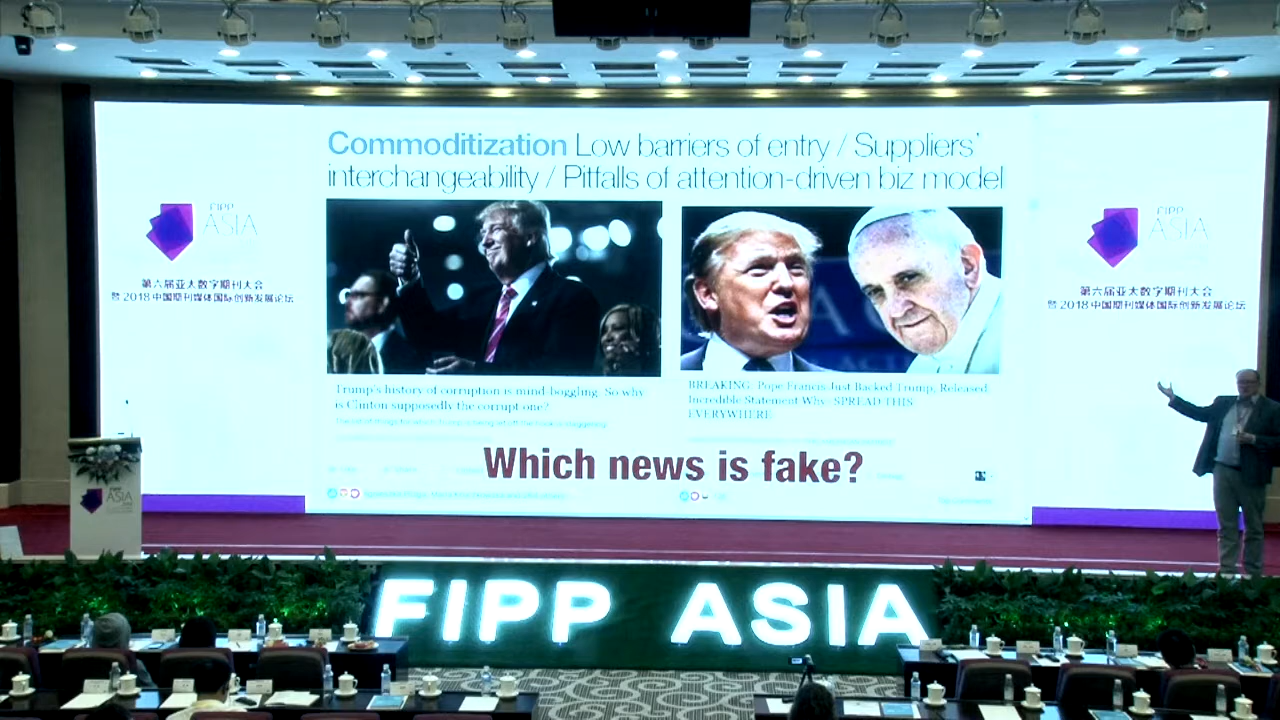 Commoditization Low barriers of entry / Suppliers'
interchangeability / Pitfalls of attention-driven biz model
FIPP
ASIA
第六届亚太数字期刊大会
暨2018中国期刊媒体国际创新发展论坛
FIPP
ASIA
第六届亚太数字期刊大会
暨2018中国期刊媒体国际创新发展论坛
Trump's history of corruption is mind-boggling. So why
is Clinton supposedly the corrupt one?
BREAKING: Pope Francis Just Backed Trump, Released
Incredible Statement Why- SPREAD THIS
EVERYWHERE
Which news is fake?
FIPP
ASIA
FIPP ASIA